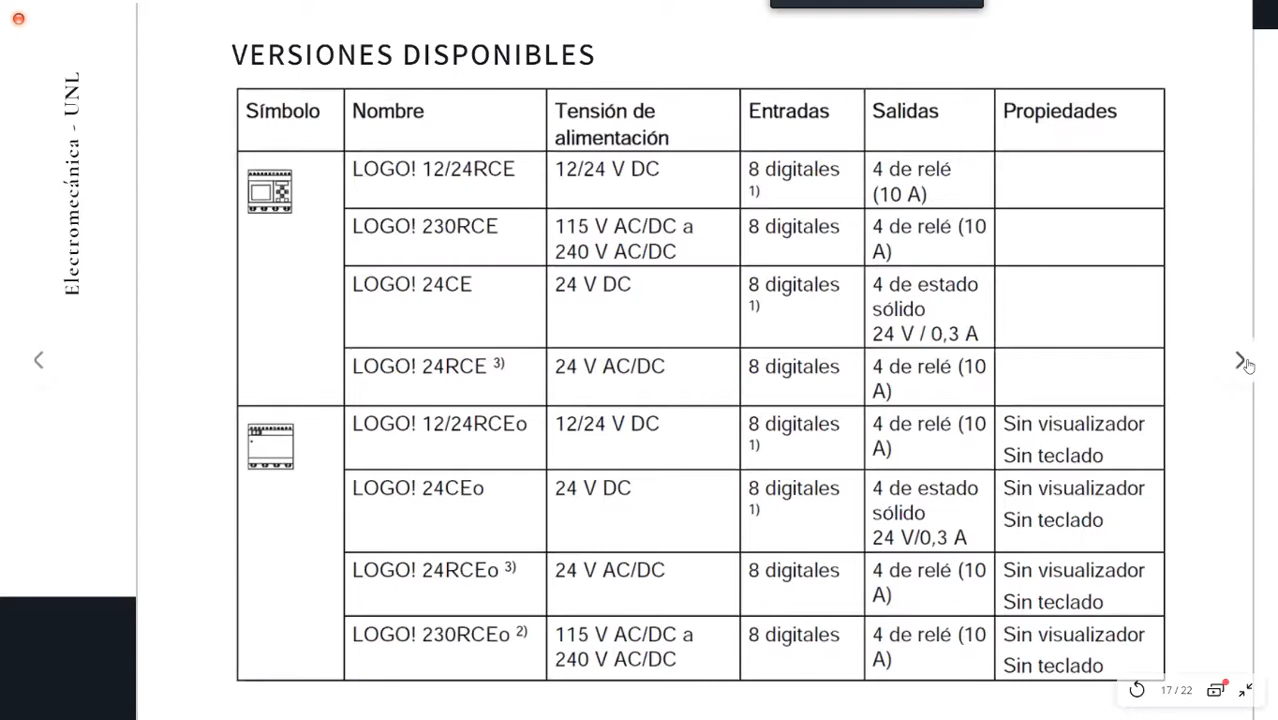 Electromecánica - UNL
VERSIONES DISPONIBLES
Símbolo
Nombre
Tensión de
alimentación
Entradas
Salidas
Propiedades
LOGO! 12/24RCE
12/24 V DC
8 digitales
1)
4 de relé
(10 A)
LOGO! 230RCE
115 V AC/DC a
240 V AC/DC
8 digitales
4 de relé (10
A)
LOGO! 24CE
24 V DC
8 digitales
1)
4 de estado
sólido
24 V / 0,3 A
LOGO! 24RCE 3)
24 V AC/DC
8 digitales
4 de relé (10
A)
LOGO! 12/24RCEo
12/24 V DC
8 digitales
1)
4 de relé (10
A)
Sin visualizador
Sin teclado
LOGO! 24CEo
24 V DC
8 digitales
1)
4 de estado
sólido
24 V/0,3 A
Sin visualizador
Sin teclado
LOGO! 24RCEo 3)
24 V AC/DC
8 digitales
4 de relé (10
A)
Sin visualizador
Sin teclado
LOGO! 230RCEo 2)
115 V AC/DC a
240 V AC/DC
8 digitales
4 de relé (10
A)
Sin visualizador
Sin teclado
17 / 22